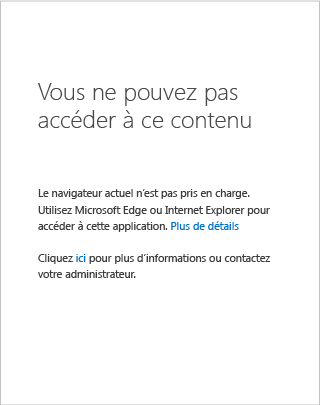 Vous ne pouvez pas
accéder à ce contenu
Le navigateur actuel n'est pas pris en charge.
Utilisez Microsoft Edge ou Internet Explorer pour
accéder à cette application. Plus de détails
Cliquez ici pour plus d'informations ou contactez
votre administrateur.